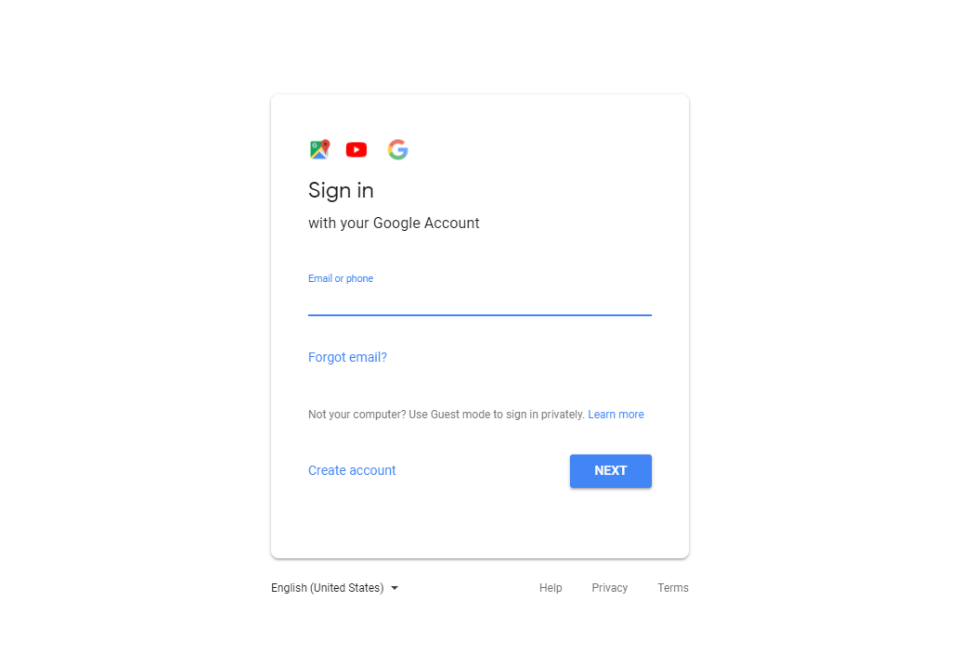 Sign in
with your Google Account
Email or phone
Forgot email?
Not your computer? Use Guest mode to sign in privately. Learn more
Create account
NEXT
English (United States)
Help
Privacy
Terms